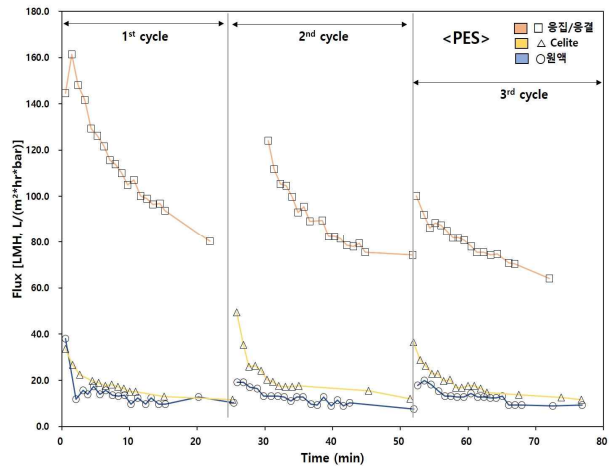 180.0
160.0
140.0
120.0
100.0
80.0
60.0
40.0
20.0
0.0
Flux [LMH, L/(m²*hr*bar)]
1st cycle
2nd cycle
<PES>
응집/응결
Celite
원액
3rd cycle
0
10
20
30
40
50
60
70
80
Time (min)